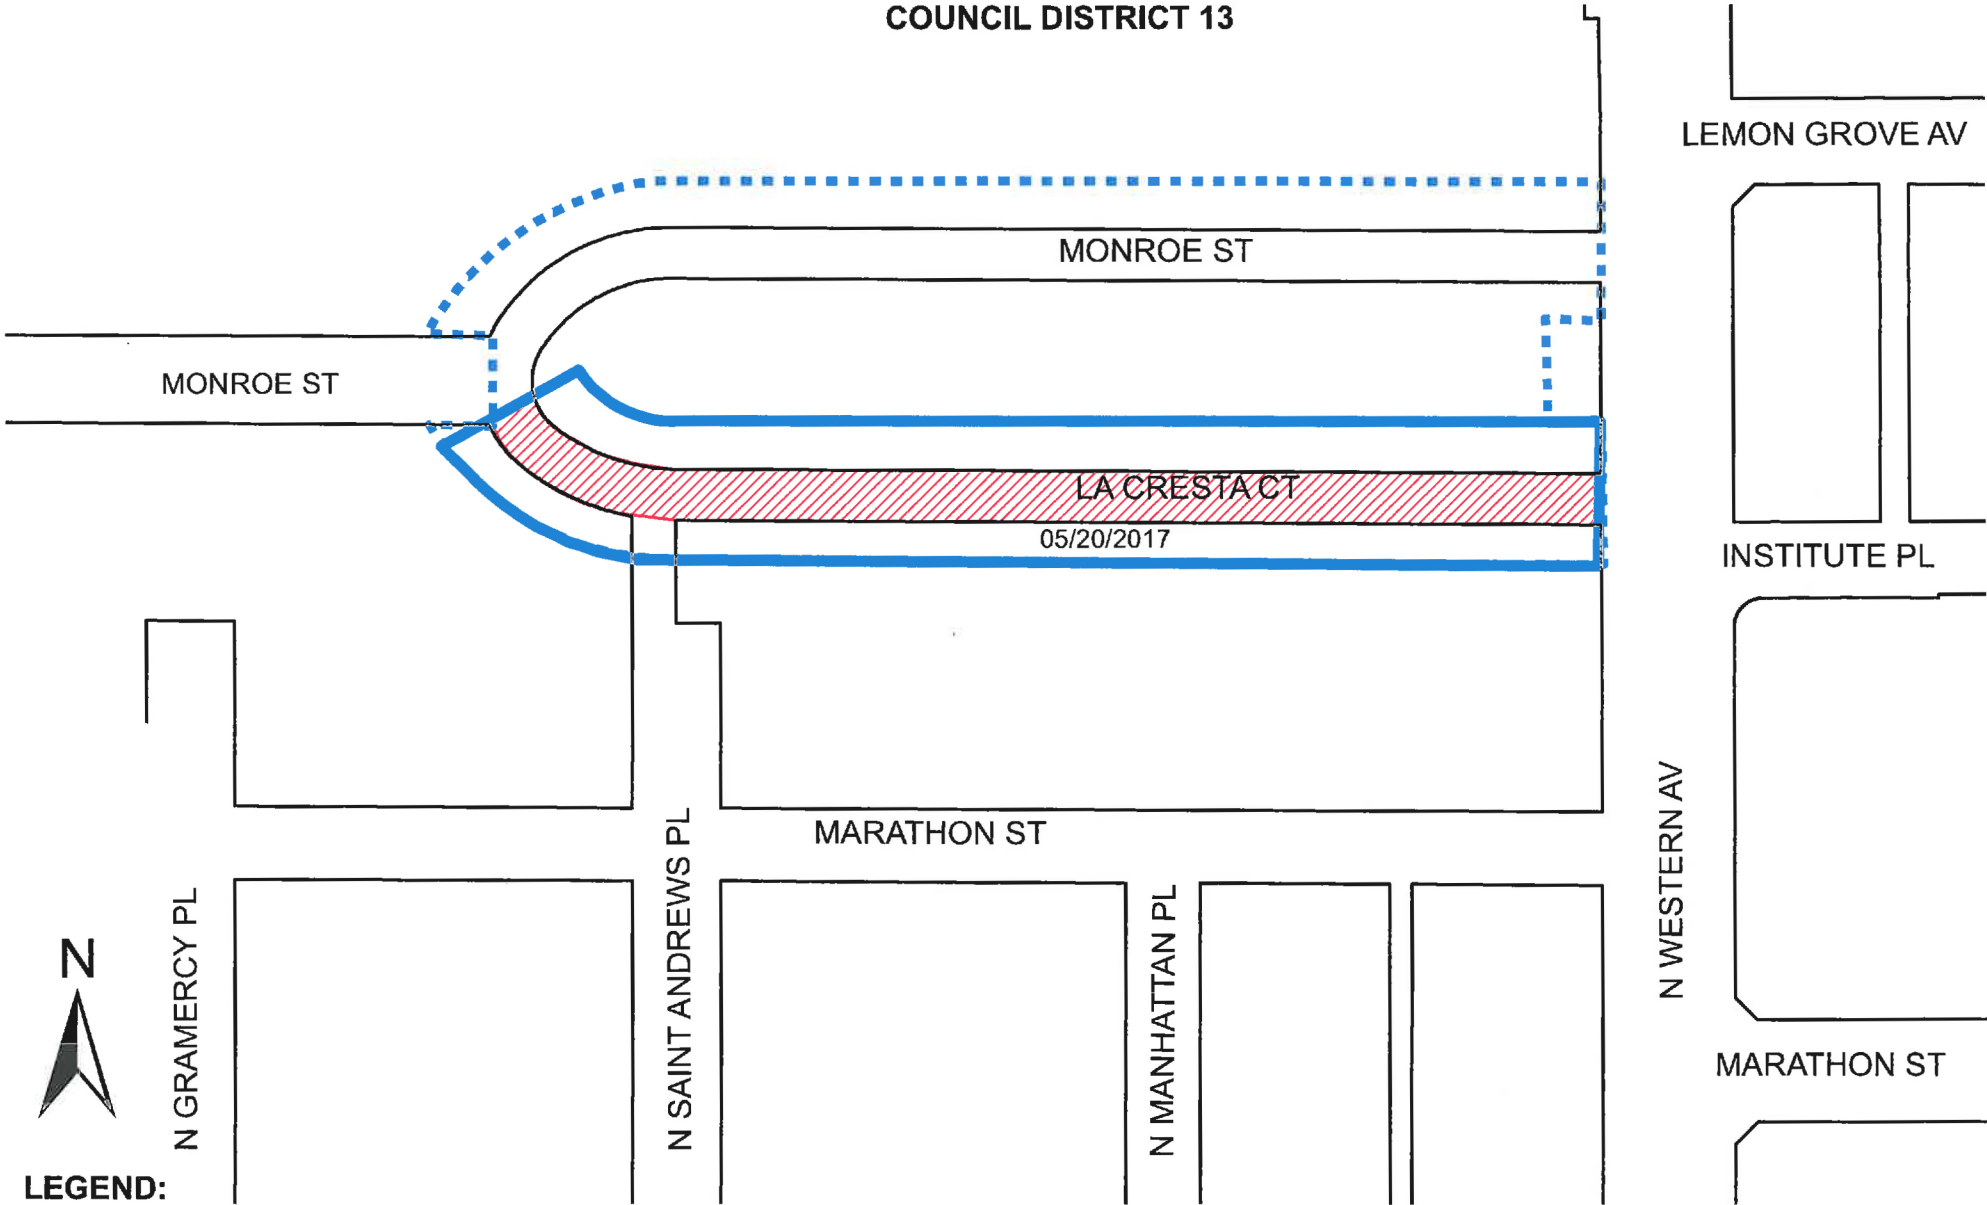 COUNCIL DISTRICT 13
LEMON GROVE AV
MONROE ST
MONROE ST
LA CRESTA CT
05/20/2017
INSTITUTE PL
MARATHON ST
N WESTERN AV
N GRAMERCY PL
N SAINT ANDREWS PL
N MANHATTAN PL
N
MARATHON ST
LEGEND: